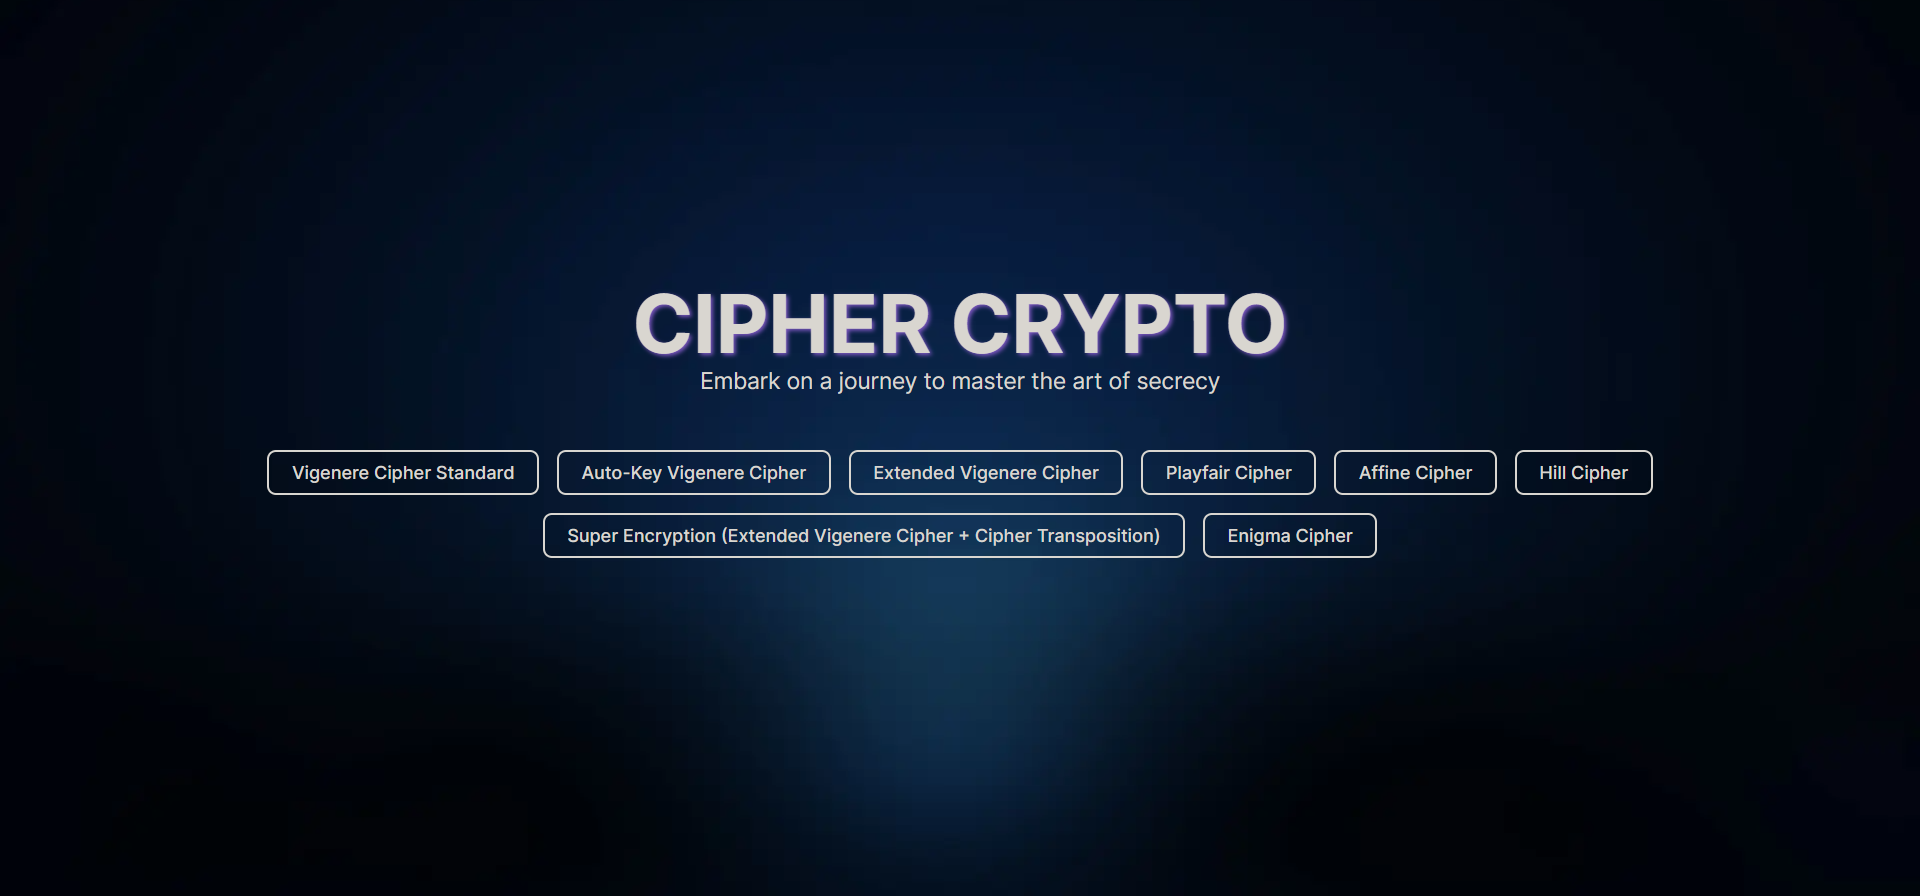 CIPHER CRYPTO
Embark on a journey to master the art of secrecy
Vigenere Cipher Standard Auto-Key Vigenere Cipher Extended Vigenere Cipher Playfair Cipher Affine Cipher Hill Cipher
Super Encryption (Extended Vigenere Cipher + Cipher Transposition) Enigma Cipher